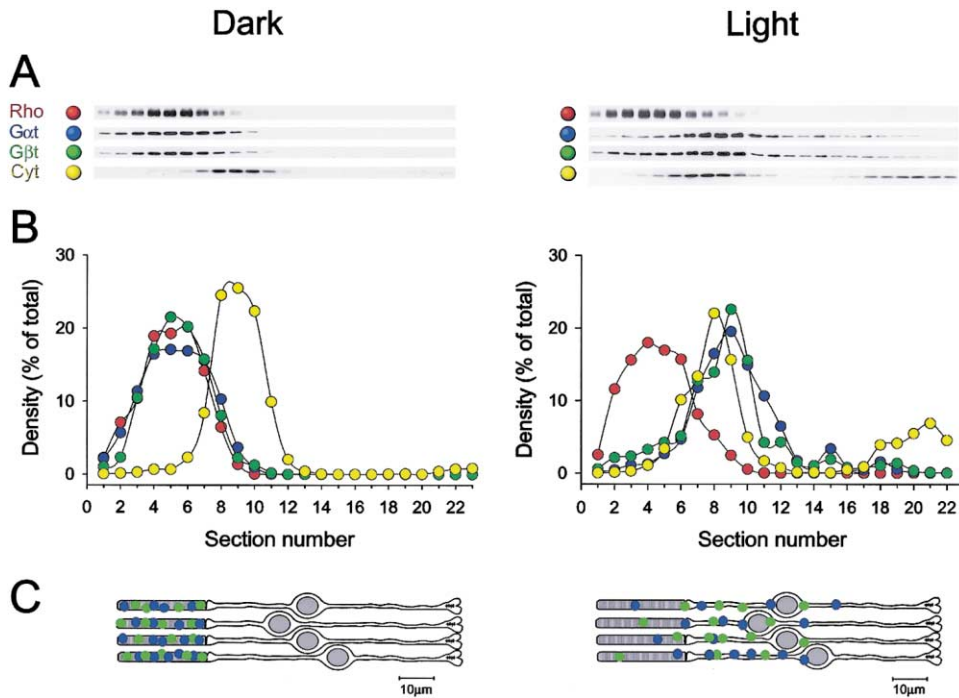 Dark Light
A
Rho
Gαt
Gβt
Cyt
B
Density (% of total)
30
20
10
0
0 2 4 6 8 10 12 14 16 18 20 22
Section number
Density (% of total)
30
20
10
0
0 2 4 6 8 10 12 14 16 18 20 22
Section number
C
10μm
10μm